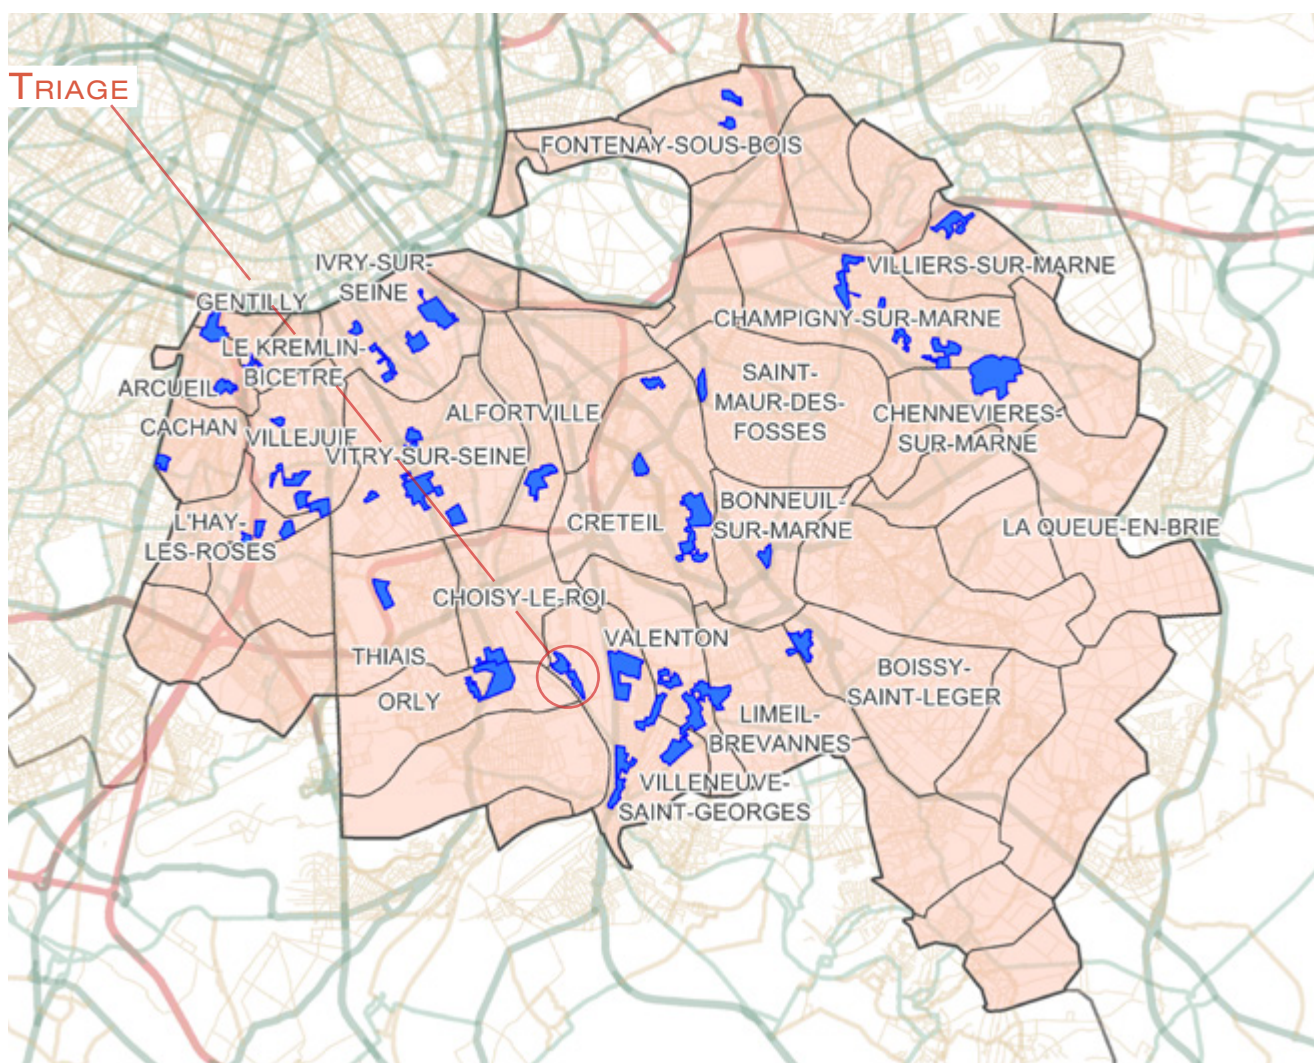 TRIAGE
FONTENAY-SOUS-BOIS
IVRY-SUR-
SEINE
VILLIERS-SUR-MARNE
GENTILLY
CHAMPIGNY-SUR-MARNE
LE KREMLIN-
BICETRE
ARCUEIL
SAINT-
MAUR-DES-
FOSSES
ALFORTVILLE
CHENNEVIERES-
SUR-MARNE
CACHAN
VILLEJUIF
VITRY-SUR-SEINE
BONNEUIL-
SUR-MARNE
L'HAY-
LES-ROSES
CRETEIL
LA QUEUE-EN-BRIE
CHOISY-LE-ROI
VALENTON
THIAIS
BOISSY-
SAINT-LEGER
ORLY
LIMEIL-
BREVANNES
VILLENEUVE-
SAINT-GEORGES